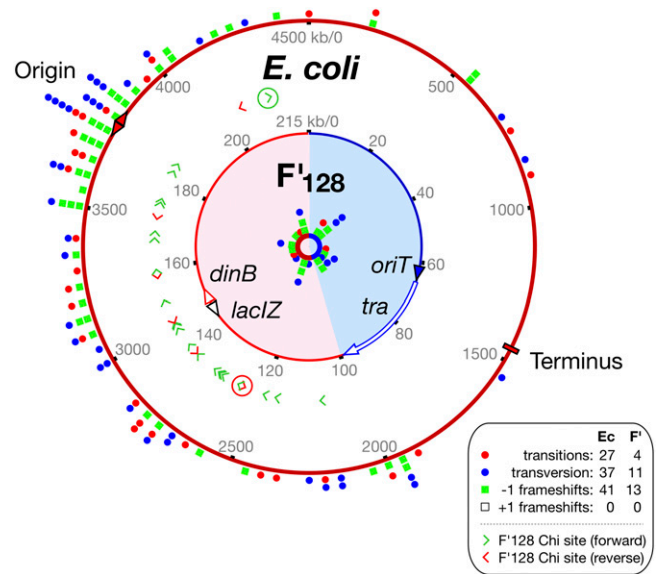 4500 kb/0
Origin
E. coli
4000
500
215 kb/0
200
20
F'128
180
40
3500
1000
160
60
dinB
oriT
lacIZ
tra
140
80
120
100
3000
1500
Terminus
2500
2000
Ec F'
transitions: 27 4
transversion: 37 11
-1 frameshifts: 41 13
+1 frameshifts: 0 0
F'128 Chi site (forward)
F'128 Chi site (reverse)